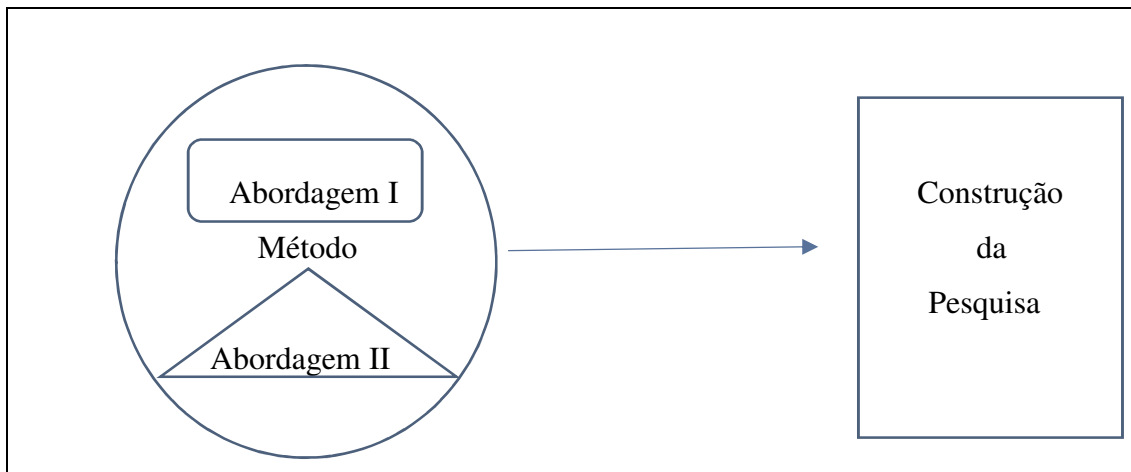 Abordagem I
Método
Abordagem II
Construção
da
Pesquisa